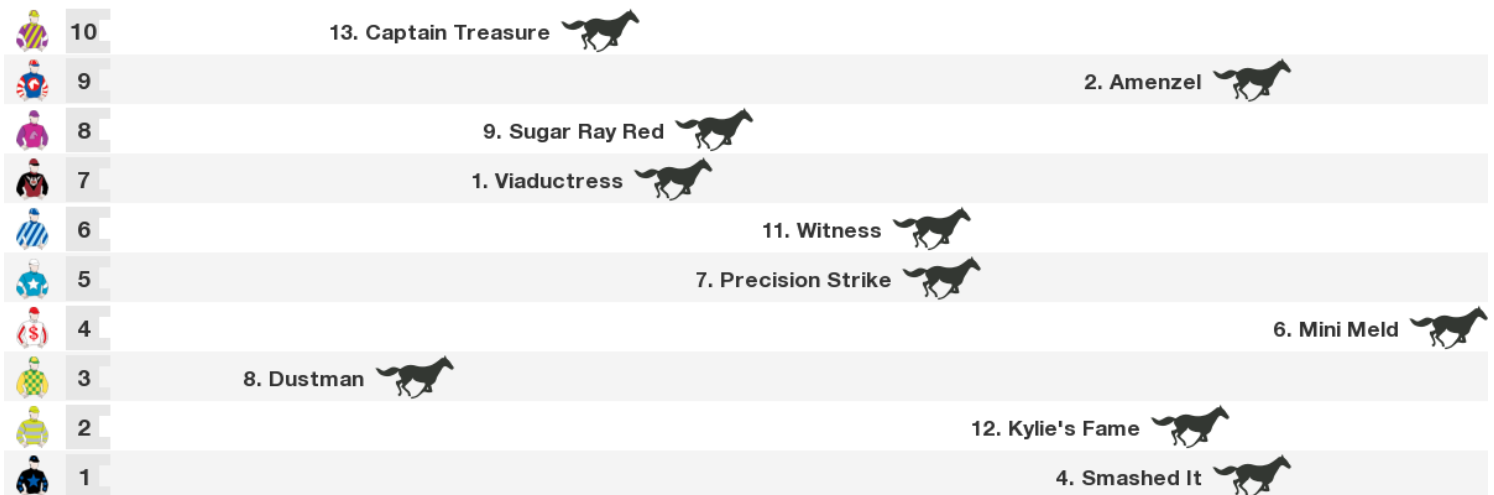 10 13. Captain Treasure
9 2. Amenzel
8 9. Sugar Ray Red
7 1. Viaductress
6 11. Witness
5 7. Precision Strike
$
4 6. Mini Meld
3 8. Dustman
2 12. Kylie's Fame
1 4. Smashed It